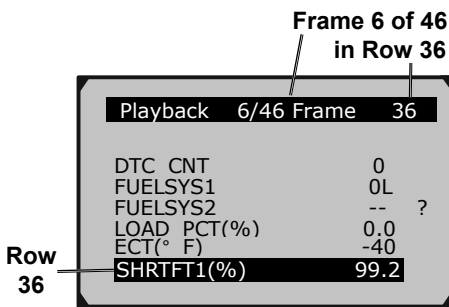 Frame 6 of 46
in Row 36
Playback 6/46 Frame 36
DTC CNT 0
FUELSYS1 0L
FUELSYS2 -- ?
LOAD PCT(%) 0.0
ECT(° F) -40
SHRTFT1(%) 99.2
Row
36